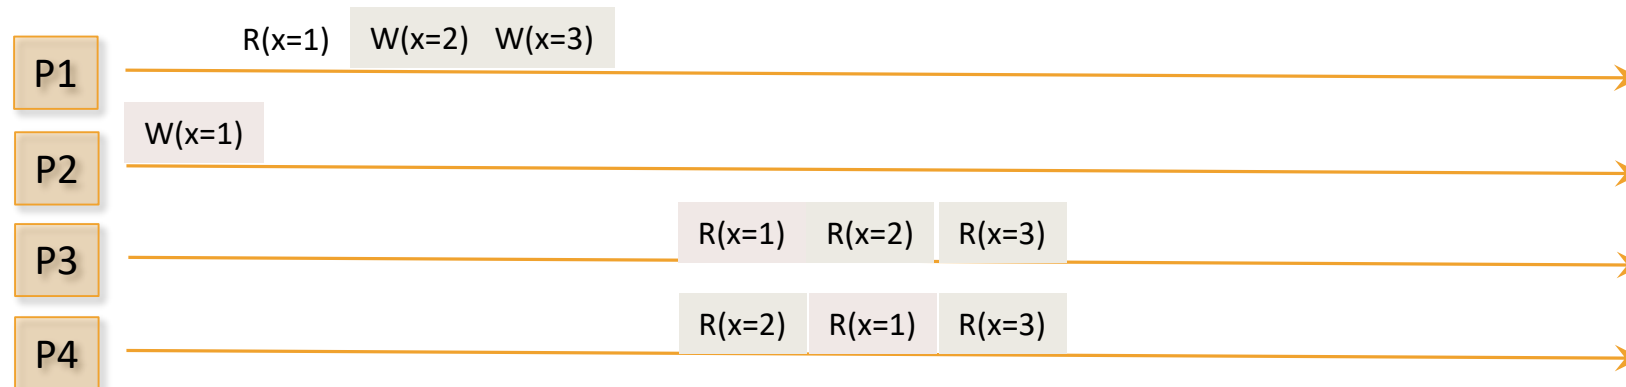 R(x=1) W(x=2) W(x=3)
P1
W(x=1)
P2
R(x=1) R(x=2) R(x=3)
P3
R(x=2) R(x=1) R(x=3)
P4